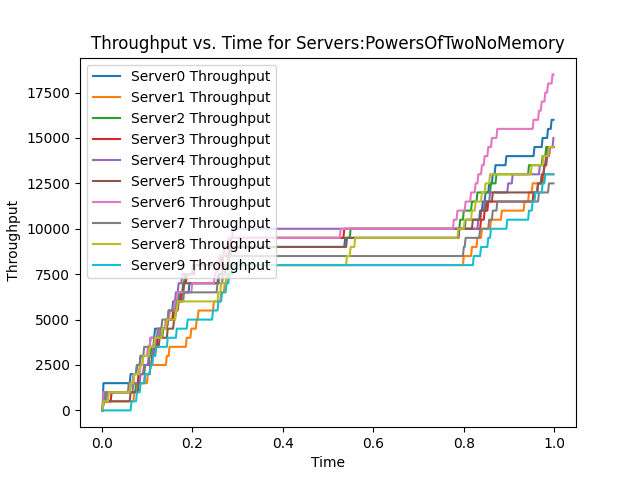 Throughput vs. Time for Servers:PowersOfTwoNoMemory
Throughput
17500
15000
12500
10000
7500
5000
2500
0
Server0 Throughput
Server1 Throughput
Server2 Throughput
Server3 Throughput
Server4 Throughput
Server5 Throughput
Server6 Throughput
Server7 Throughput
Server8 Throughput
Server9 Throughput
0.0 0.2 0.4 0.6 0.8 1.0
Time